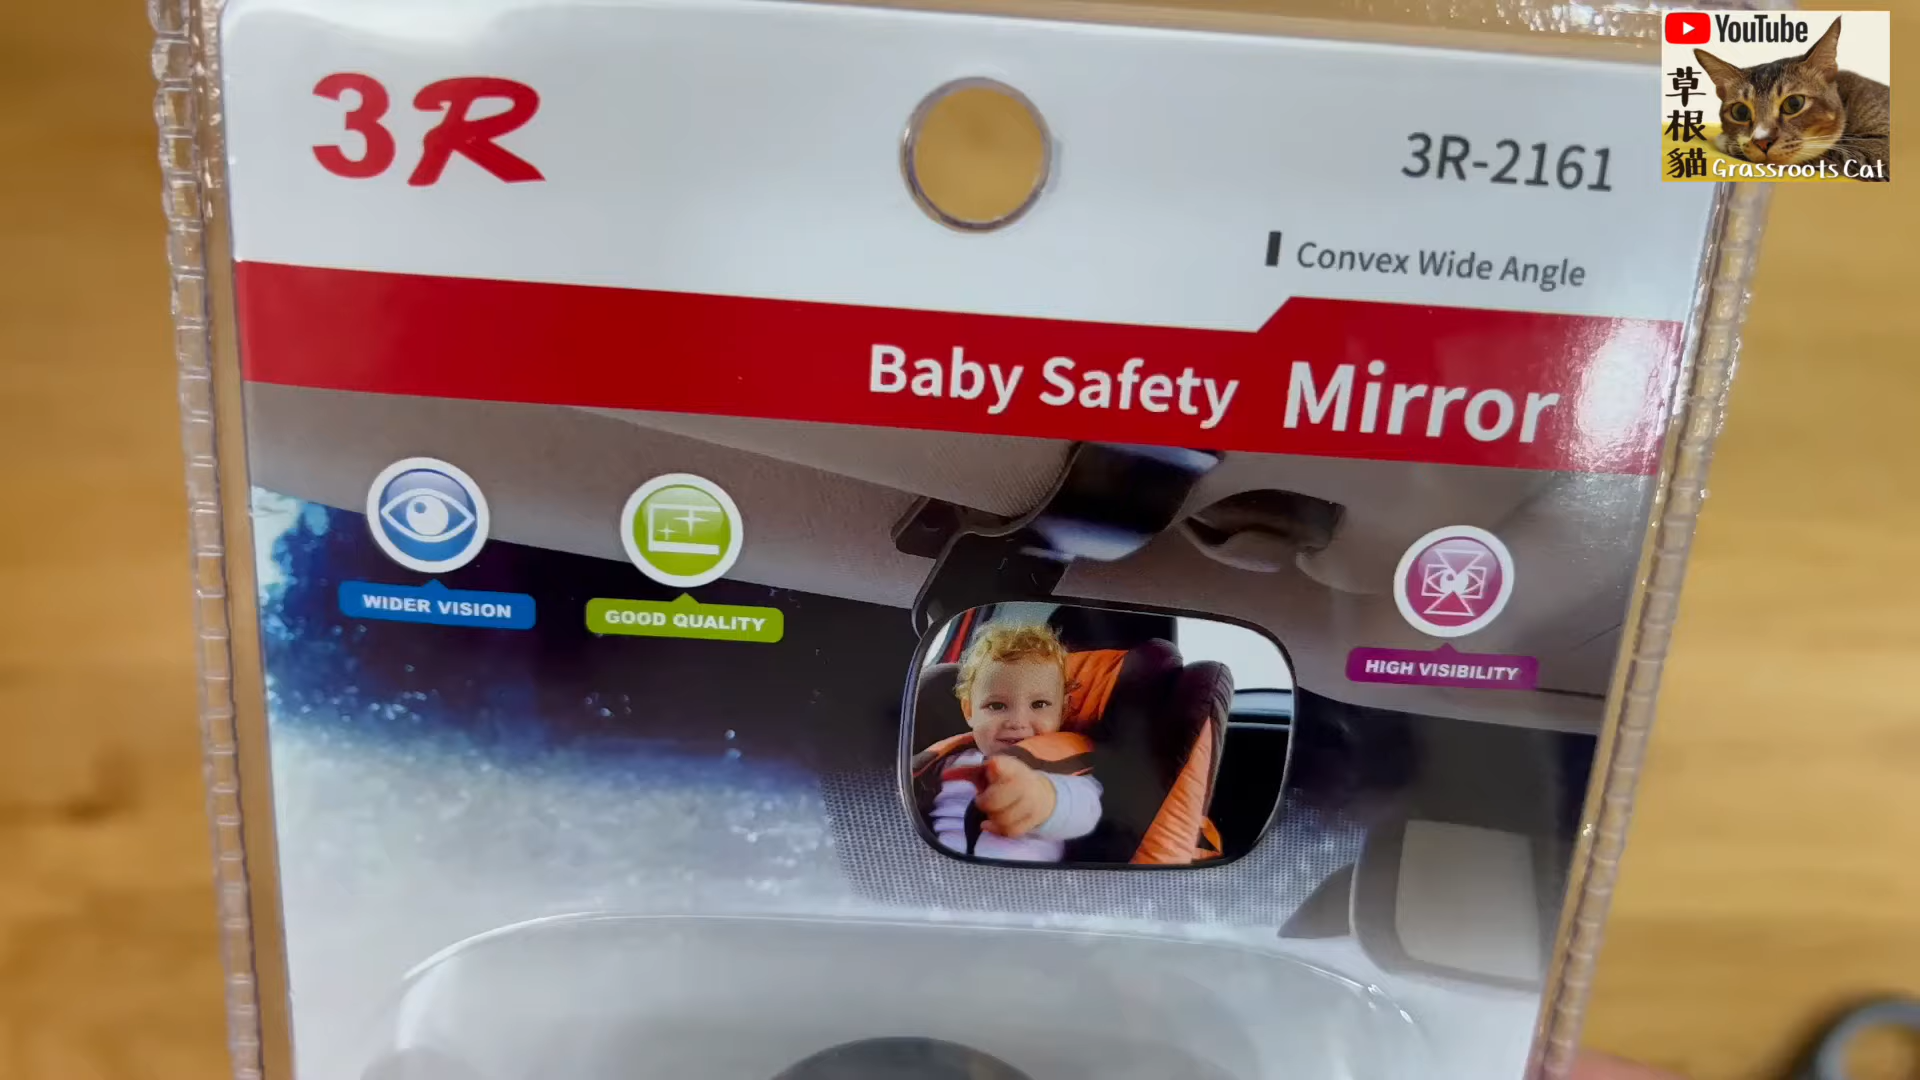 3R
3R-2161
Convex Wide Angle
Baby Safety Mirror
WIDER VISION
GOOD QUALITY
HIGH VISIBILITY
YouTube
草根貓
Grassroots Cat